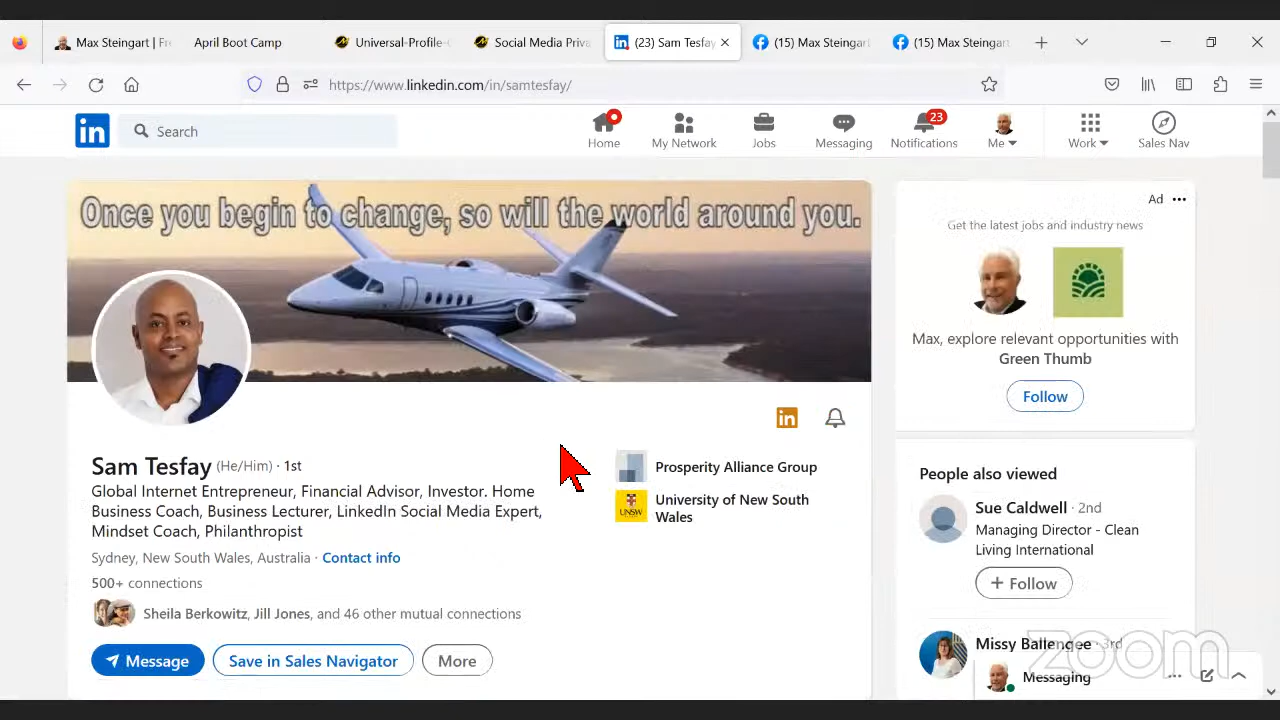 Max Steingart | Fr
April Boot Camp
Universal-Profile-
Social Media Priva
(23) Sam Tesfay
(15) Max Steingart
(15) Max Steingart
https://www.linkedin.com/in/samtesfay/
in
Search
Home
My Network
Jobs
Messaging
23
Notifications
Me
Work
Sales Nav
Once you begin to change, so will the world around you.
in
Sam Tesfay (He/Him) · 1st
Global Internet Entrepreneur, Financial Advisor, Investor. Home
Business Coach, Business Lecturer, LinkedIn Social Media Expert,
Mindset Coach, Philanthropist
Sydney, New South Wales, Australia · Contact info
500+ connections
Sheila Berkowitz, Jill Jones, and 46 other mutual connections
Message
Save in Sales Navigator
More
Prosperity Alliance Group
UNSW
University of New South
Wales
Ad
Get the latest jobs and industry news
Max, explore relevant opportunities with
Green Thumb
Follow
People also viewed
Sue Caldwell · 2nd
Managing Director - Clean
Living International
+ Follow
Missy Ballengee · 3rd
Messaging
zoom